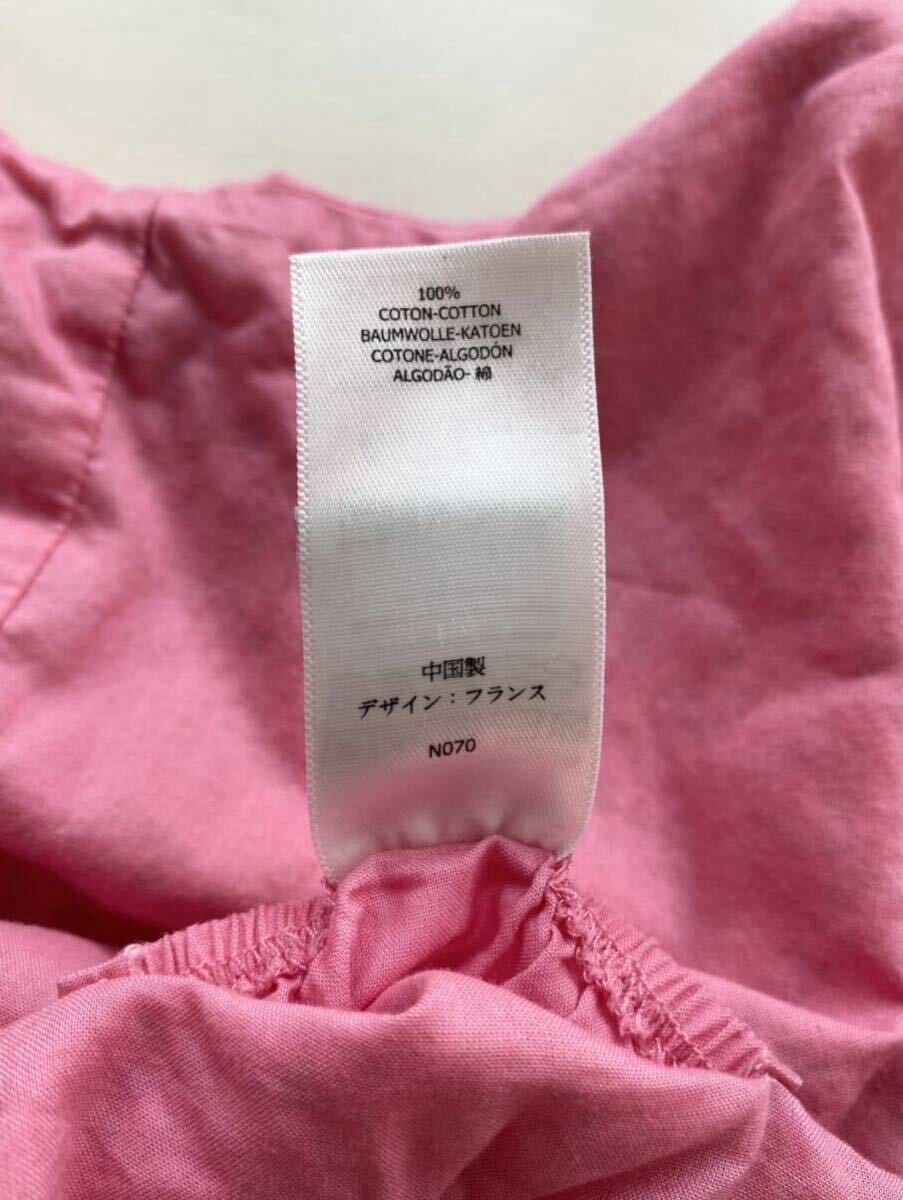 100%
COTON-COTTON
BAUMWOLLE-KATOEN
COTONE-ALGODÓN
ALGODÃO- 綿
中国製
デザイン：フランス
N070